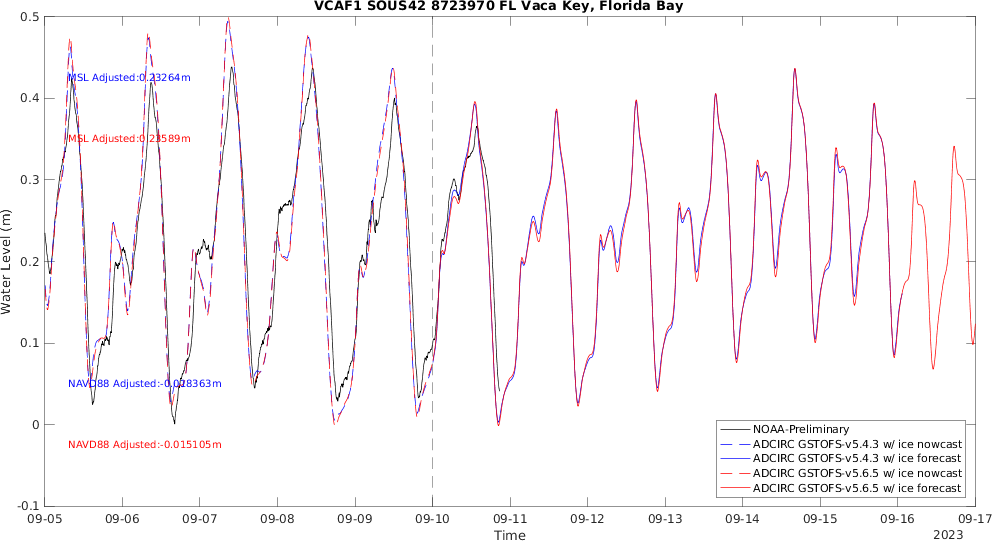 VCAF1 SOUS42 8723970 FL Vaca Key, Florida Bay
Water Level (m)
0.5
0.4
0.3
0.2
0.1
0
-0.1
MSL Adjusted:0.23264m
MSL Adjusted:0.23589m
NAVD88 Adjusted:-0.028363m
NAVD88 Adjusted:-0.015105m
NOAA-Preliminary
ADCIRC GSTOFS-v5.4.3 w/ ice nowcast
ADCIRC GSTOFS-v5.4.3 w/ ice forecast
ADCIRC GSTOFS-v5.6.5 w/ ice nowcast
ADCIRC GSTOFS-v5.6.5 w/ ice forecast
09-05 09-06 09-07 09-08 09-09 09-10 09-11 09-12 09-13 09-14 09-15 09-16 09-17
Time
2023